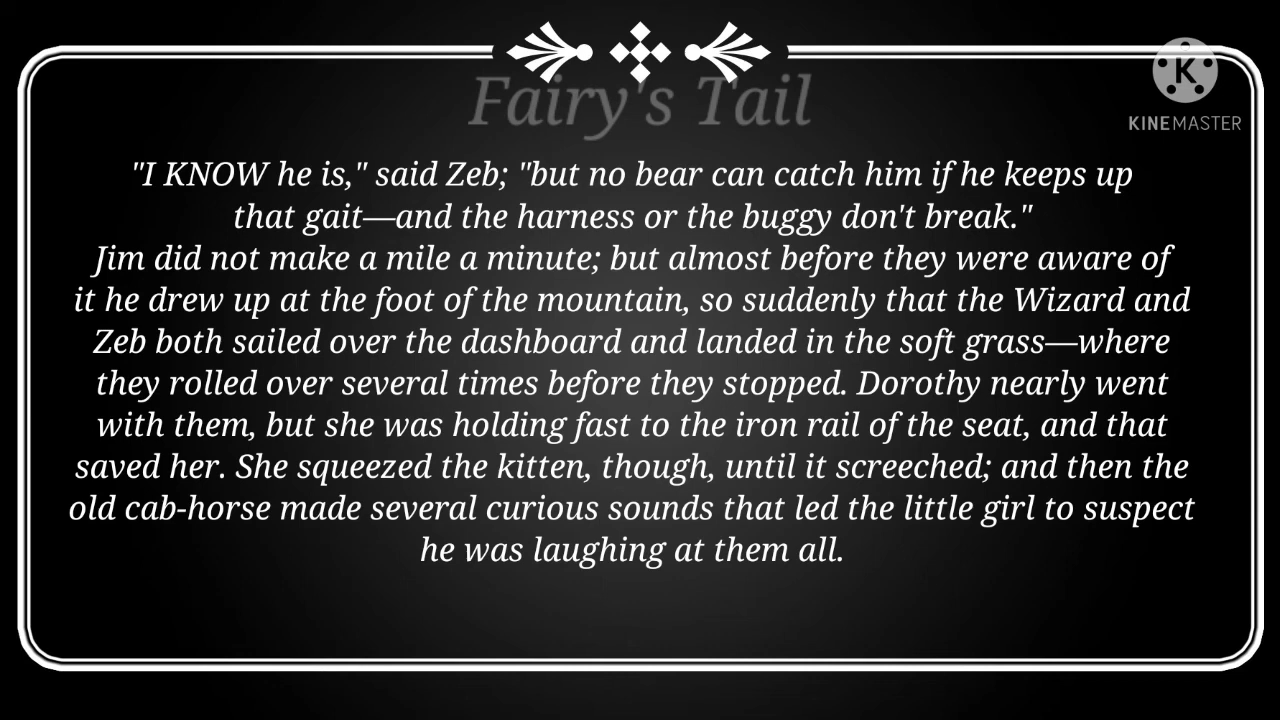 Fairy's Tail
K
KINEMASTER
"I KNOW he is," said Zeb; "but no bear can catch him if he keeps up
that gait—and the harness or the buggy don't break."
Jim did not make a mile a minute; but almost before they were aware of
it he drew up at the foot of the mountain, so suddenly that the Wizard and
Zeb both sailed over the dashboard and landed in the soft grass—where
they rolled over several times before they stopped. Dorothy nearly went
with them, but she was holding fast to the iron rail of the seat, and that
saved her. She squeezed the kitten, though, until it screeched; and then the
old cab-horse made several curious sounds that led the little girl to suspect
he was laughing at them all.